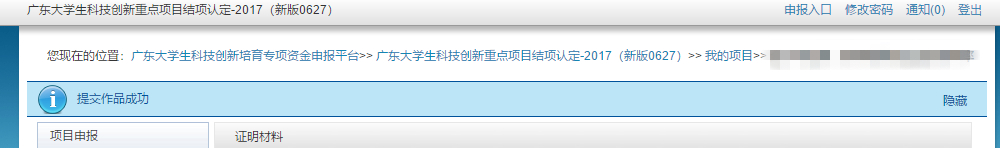 广东大学生科技创新重点项目结项认定-2017（新版0627） 申报入口 修改密码 通知(0) 登出
您现在的位置：广东大学生科技创新培育专项资金申报平台>> 广东大学生科技创新重点项目结项认定-2017（新版0627）>> 我的项目>>
提交作品成功 隐藏
项目申报 证明材料